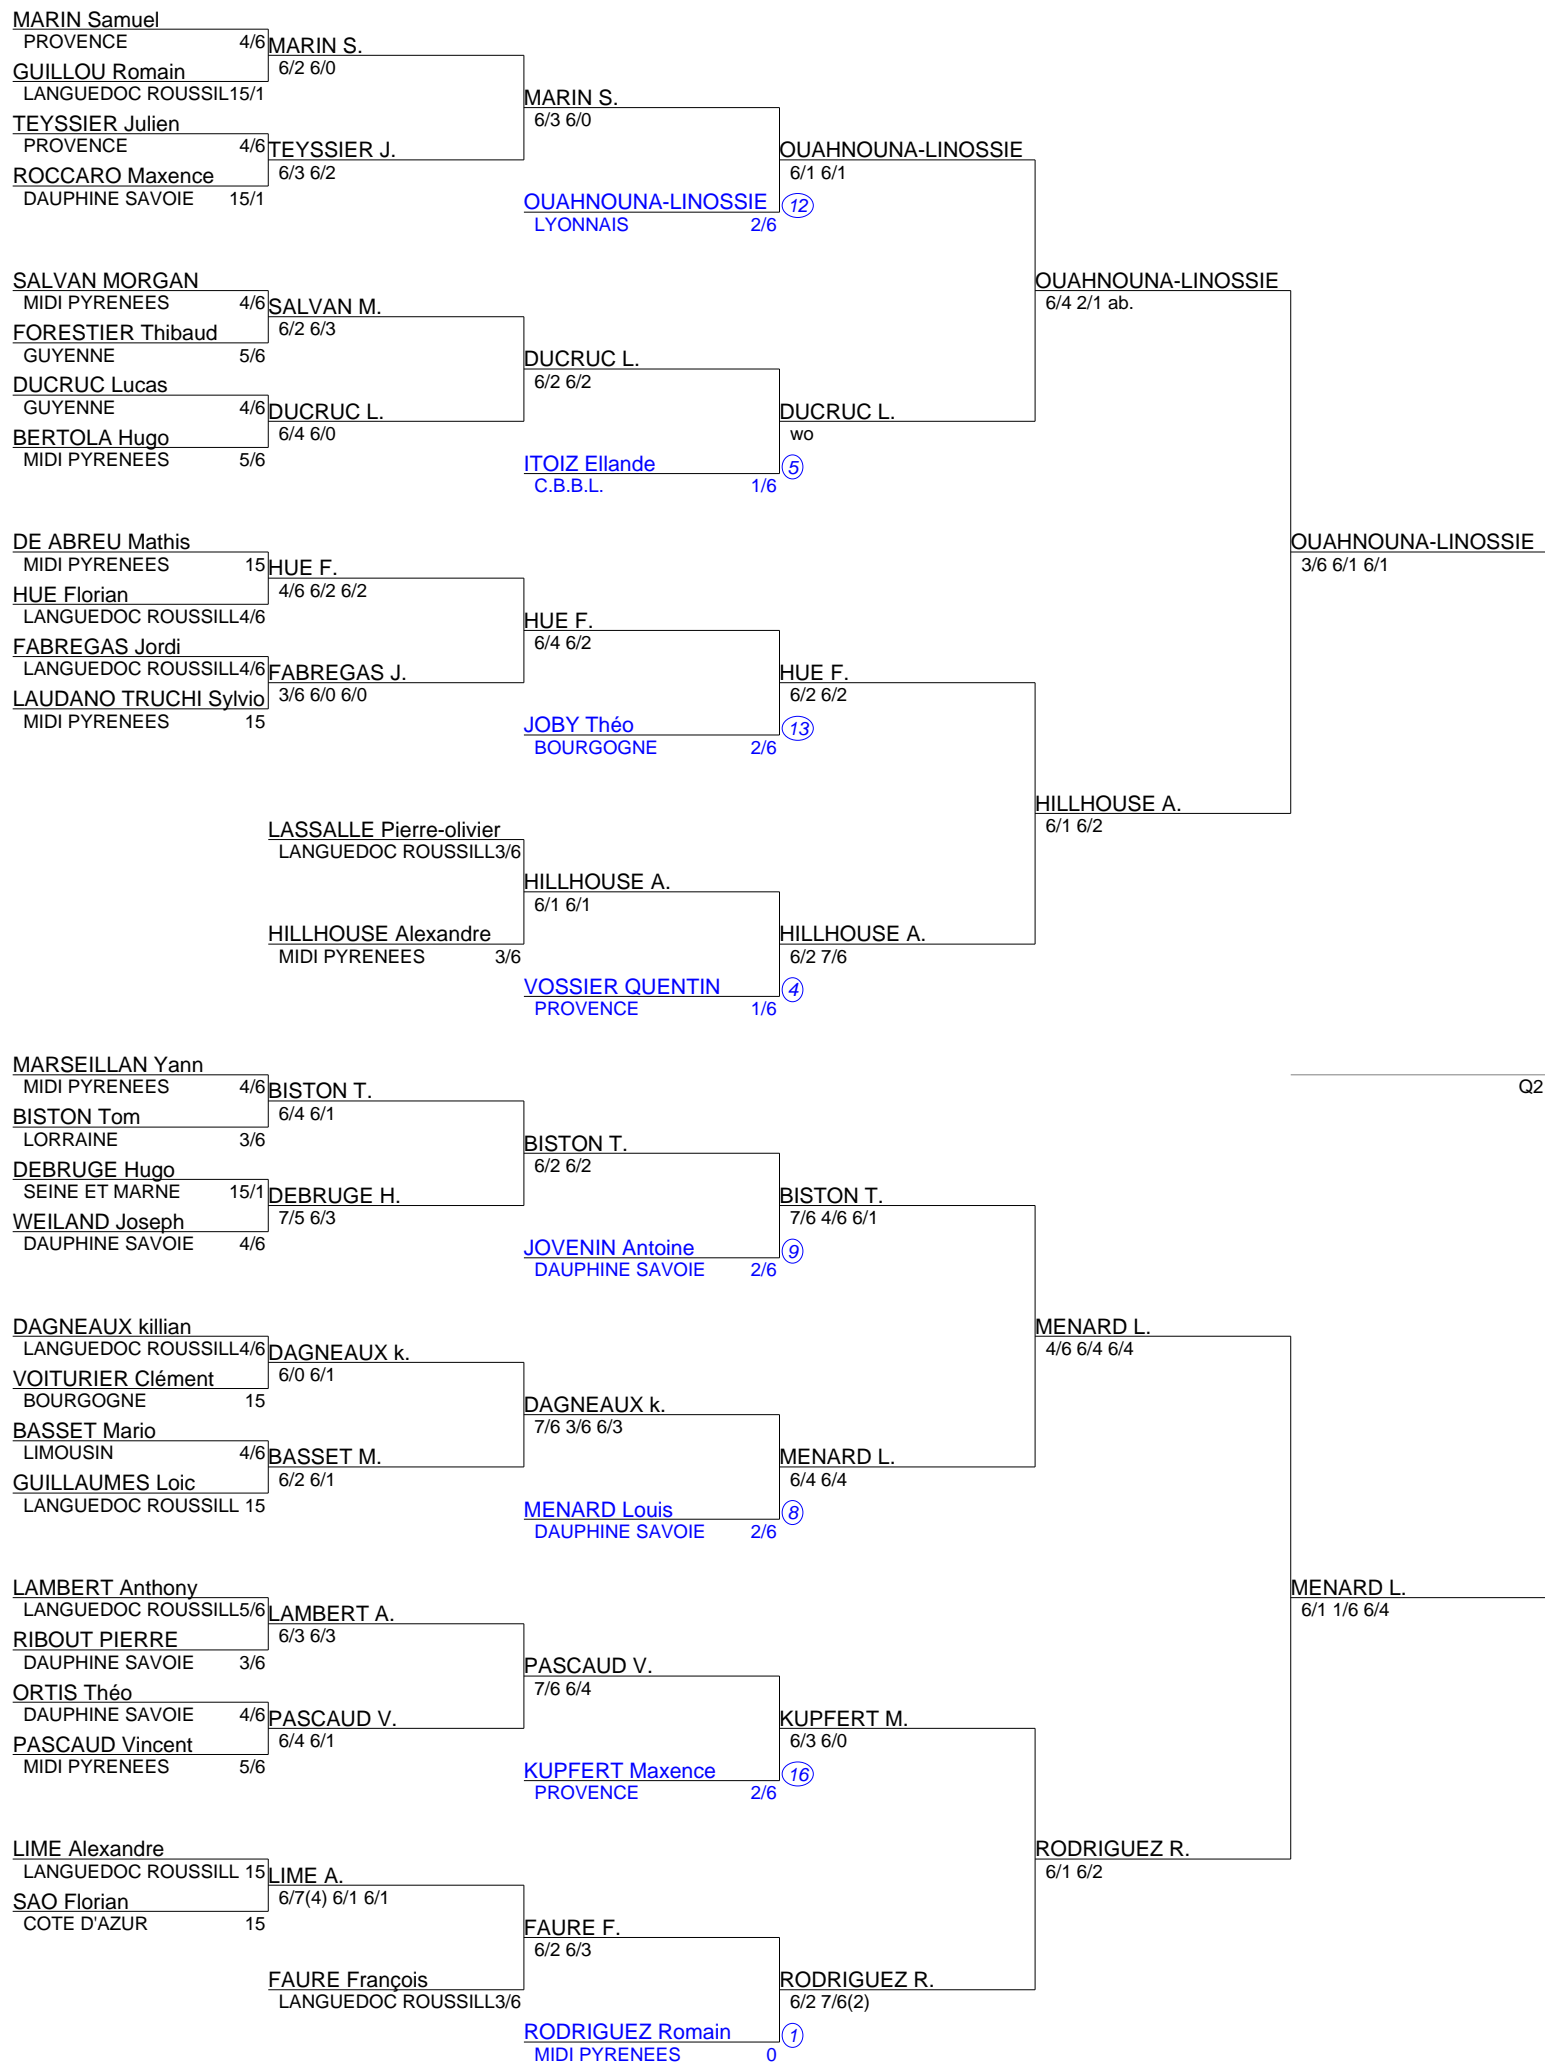 MARIN Samuel
PROVENCE 4/6
MARIN S.
6/2 6/0
GUILLOU Romain
LANGUEDOC ROUSSIL15/1
MARIN S.
6/3 6/0
TEYSSIER Julien
PROVENCE 4/6
TEYSSIER J.
6/3 6/2
ROCCARO Maxence
DAUPHINE SAVOIE 15/1
OUAHNOUNA-LINOSSIE
6/1 6/1
OUAHNOUNA-LINOSSIE 12
LYONNAIS 2/6
SALVAN MORGAN
MIDI PYRENEES 4/6
SALVAN M.
6/2 6/3
FORESTIER Thibaud
GUYENNE 5/6
OUAHNOUNA-LINOSSIE
6/4 2/1 ab.
DUCRUC L.
6/2 6/2
DUCRUC Lucas
GUYENNE 4/6
DUCRUC L.
6/4 6/0
BERTOLA Hugo
MIDI PYRENEES 5/6
DUCRUC L.
wo
ITOIZ Ellande 5
C.B.B.L. 1/6
DE ABREU Mathis
MIDI PYRENEES 15
HUE F.
4/6 6/2 6/2
HUE Florian
LANGUEDOC ROUSSILL4/6
OUAHNOUNA-LINOSSIE
3/6 6/1 6/1
HUE F.
6/4 6/2
FABREGAS Jordi
LANGUEDOC ROUSSILL4/6
FABREGAS J.
3/6 6/0 6/0
LAUDANO TRUCHI Sylvio
MIDI PYRENEES 15
HUE F.
6/2 6/2
JOBY Théo 13
BOURGOGNE 2/6
HILLHOUSE A.
6/1 6/2
LASSALLE Pierre-olivier
LANGUEDOC ROUSSILL3/6
HILLHOUSE A.
6/1 6/1
HILLHOUSE Alexandre
MIDI PYRENEES 3/6
HILLHOUSE A.
6/2 7/6
VOSSIER QUENTIN 4
PROVENCE 1/6
MARSEILLAN Yann
MIDI PYRENEES 4/6
Q2
BISTON T.
6/4 6/1
BISTON Tom
LORRAINE 3/6
BISTON T.
6/2 6/2
DEBRUGE Hugo
SEINE ET MARNE 15/1
DEBRUGE H.
7/5 6/3
WEILAND Joseph
DAUPHINE SAVOIE 4/6
BISTON T.
7/6 4/6 6/1
JOVENIN Antoine 9
DAUPHINE SAVOIE 2/6
DAGNEAUX killian
LANGUEDOC ROUSSILL4/6
DAGNEAUX k.
6/0 6/1
VOITURIER Clément
BOURGOGNE 15
MENARD L.
4/6 6/4 6/4
DAGNEAUX k.
7/6 3/6 6/3
BASSET Mario
LIMOUSIN 4/6
BASSET M.
6/2 6/1
GUILLAUMES Loic
LANGUEDOC ROUSSILL 15
MENARD L.
6/4 6/4
MENARD Louis 8
DAUPHINE SAVOIE 2/6
LAMBERT Anthony
LANGUEDOC ROUSSILL5/6
LAMBERT A.
6/3 6/3
RIBOUT PIERRE
DAUPHINE SAVOIE 3/6
MENARD L.
6/1 1/6 6/4
PASCAUD V.
7/6 6/4
ORTIS Théo
DAUPHINE SAVOIE 4/6
PASCAUD V.
6/4 6/1
PASCAUD Vincent
MIDI PYRENEES 5/6
KUPFERT M.
6/3 6/0
KUPFERT Maxence 16
PROVENCE 2/6
LIME Alexandre
LANGUEDOC ROUSSILL 15
LIME A.
6/7(4) 6/1 6/1
SAO Florian
COTE D'AZUR 15
RODRIGUEZ R.
6/1 6/2
FAURE F.
6/2 6/3
FAURE François
LANGUEDOC ROUSSILL3/6
RODRIGUEZ R.
6/2 7/6(2)
RODRIGUEZ Romain 1
MIDI PYRENEES 0